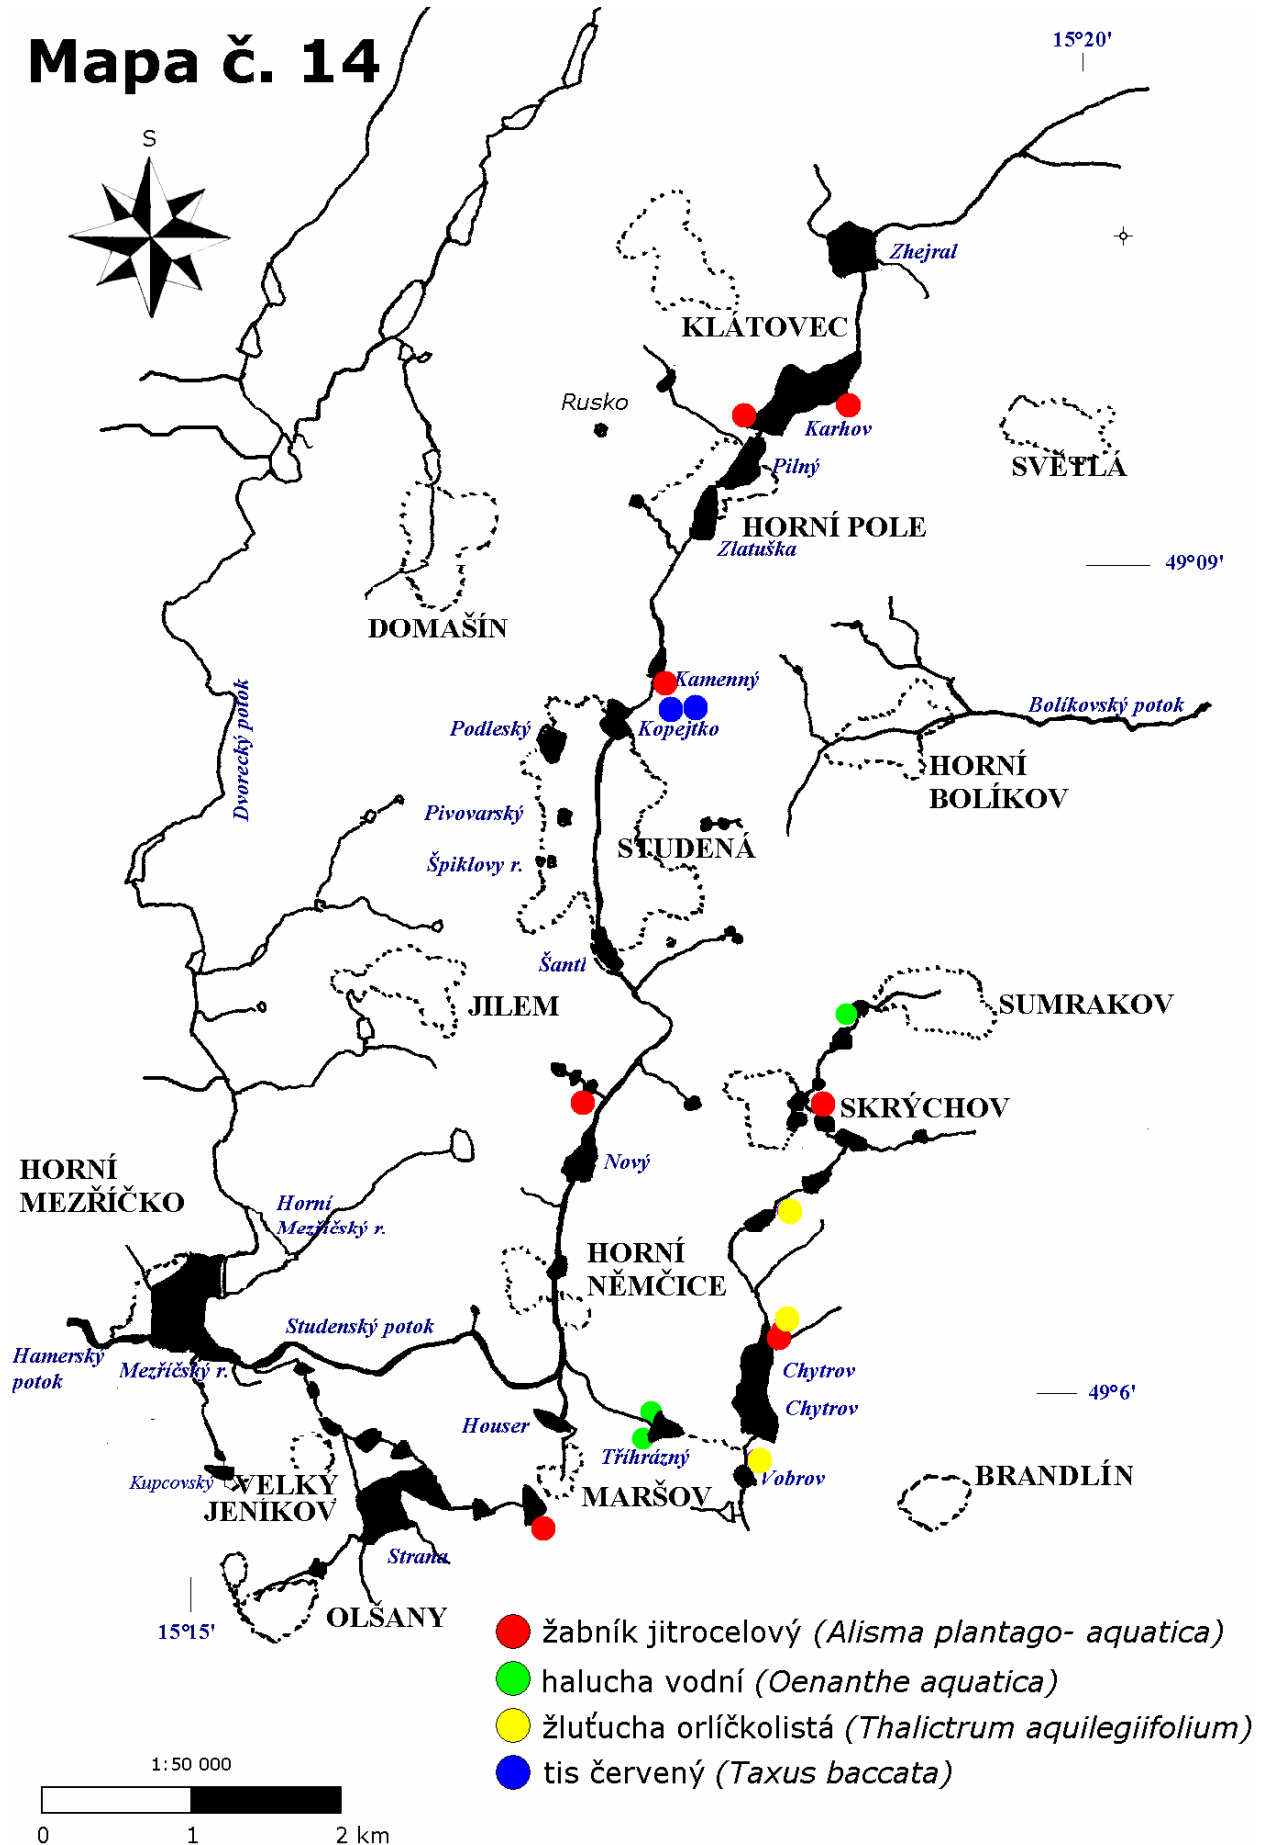 Mapa č. 14
15°20'
S
Zhejral
KLATOVEC
Rusko
Karhov
Pilný
SVĚTLÁ
HORNÍ POLE
Zlatuška
49°09'
DOMAŠÍN
Kamenný
Dvorecký potok
Bolíkovský potok
Podleský
Kopejtko
HORNÍ
BOLÍKOV
Pivovarský
STUDENÁ
Špiklovy r.
Šantl
JILEM
SUMRAKOV
SKRÝCHOV
Nový
HORNÍ
MEZŘÍČKO
Horní
Mezříčský r.
HORNÍ
NĚMČICE
Studenský potok
Hamerský
potok
Mezříčský r.
Chytrov
49°6'
Chytrov
Houser
Tříhrázný
Kupcovský
VELKÝ
JENÍKOV
MARŠOV
Vobrov
BRANDLÍN
Strana
OLŠANY
15°15'
žabník jitrocelový (Alisma plantago- aquatica)
halucha vodní (Oenanthe aquatica)
žluťucha orlíčkolistá (Thalictrum aquilegiifolium)
tis červený (Taxus baccata)
1:50 000
0 1 2 km